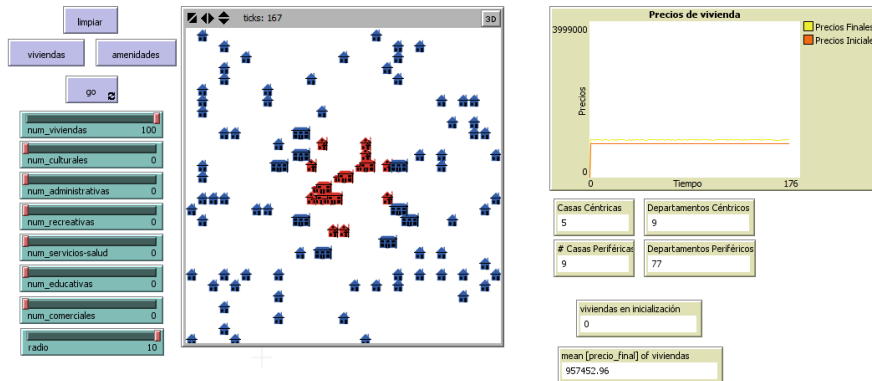 limpiar
viviendas
amenidades
go
num_viviendas 100
num_culturales 0
num_administrativas 0
num_recreativas 0
num_servicios-salud 0
num_educativas 0
num_comerciales 0
radio 10
ticks: 167
3D
Precios de vivienda
3999000
Precios
0
0
Tiempo
176
Precios Finales
Precios Iniciale
Casas Céntricas
5
Departamentos Céntricos
9
# Casas Periféricas
9
Departamentos Periféricos
77
viviendas en inicialización
0
mean [precio_final] of viviendas
957452.96